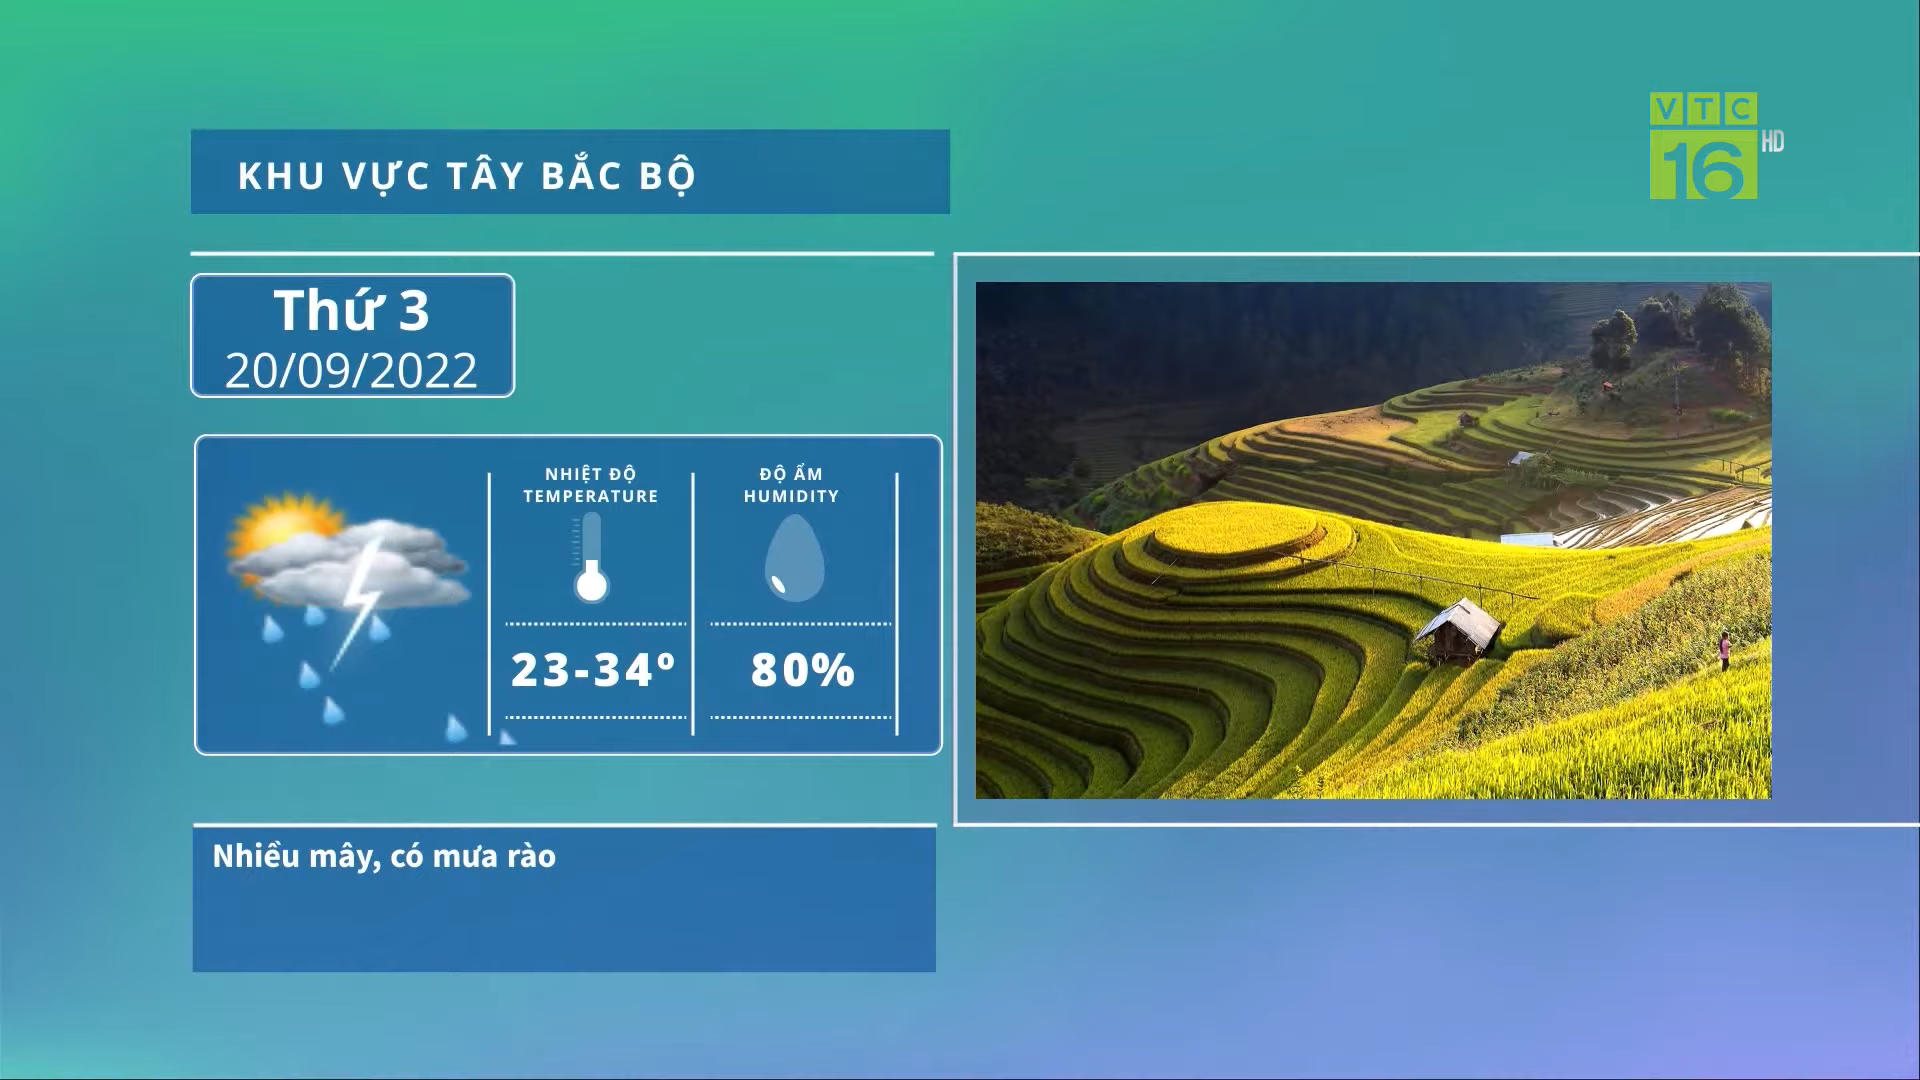 VTC
16 HD
KHU VỰC TÂY BẮC BỘ
Thứ 3
20/09/2022
NHIỆT ĐỘ
TEMPERATURE
23-34º
ĐỘ ẨM
HUMIDITY
80%
Nhiều mây, có mưa rào